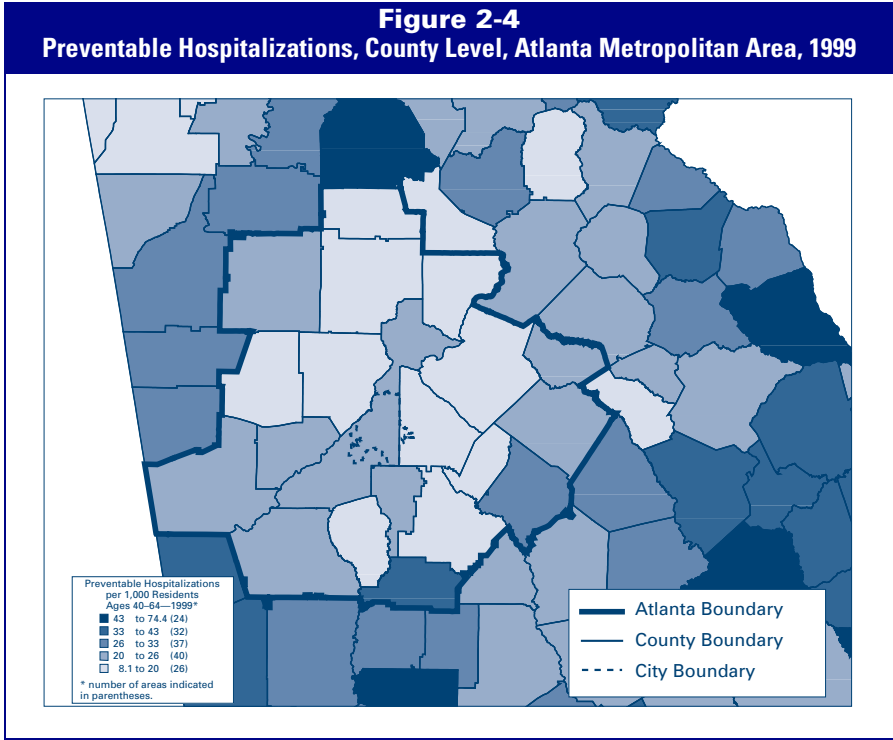 Figure 2-4
Preventable Hospitalizations, County Level, Atlanta Metropolitan Area, 1999
Preventable Hospitalizations
per 1,000 Residents
Ages 40–64—1999*
43 to 74.4 (24)
33 to 43 (32)
26 to 33 (37)
20 to 26 (40)
8.1 to 20 (26)
* number of areas indicated
in parentheses.
Atlanta Boundary
County Boundary
City Boundary